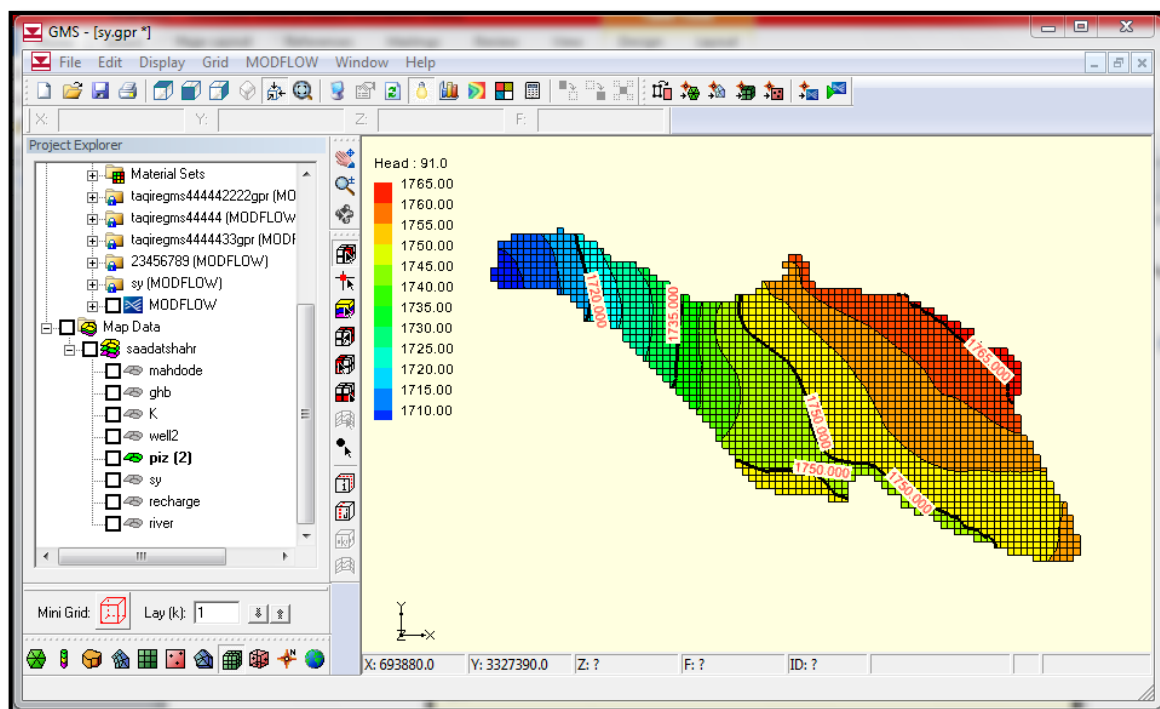 GMS - [sy.gpr *]
File Edit Display Grid MODFLOW Window Help
X: Y: Z: F:
Project Explorer
Material Sets
taqiregms444442222gpr (MO
taqiregms44444 (MODFLOW
taqiregms4444433gpr (MODF
23456789 (MODFLOW)
sy (MODFLOW)
MODFLOW
Map Data
saadatshahr
mahdode
ghb
K
well2
piz (2)
sy
recharge
river
Mini Grid: Lay (k): 1
Head : 91.0
1765.00
1760.00
1755.00
1750.00
1745.00
1740.00
1735.00
1730.00
1725.00
1720.00
1715.00
1710.00
1720.000
1735.000
1750.000
1750.000
1750.000
1765.000
Y
Z X
X: 693880.0 Y: 3327390.0 Z: ? F: ? ID: ?